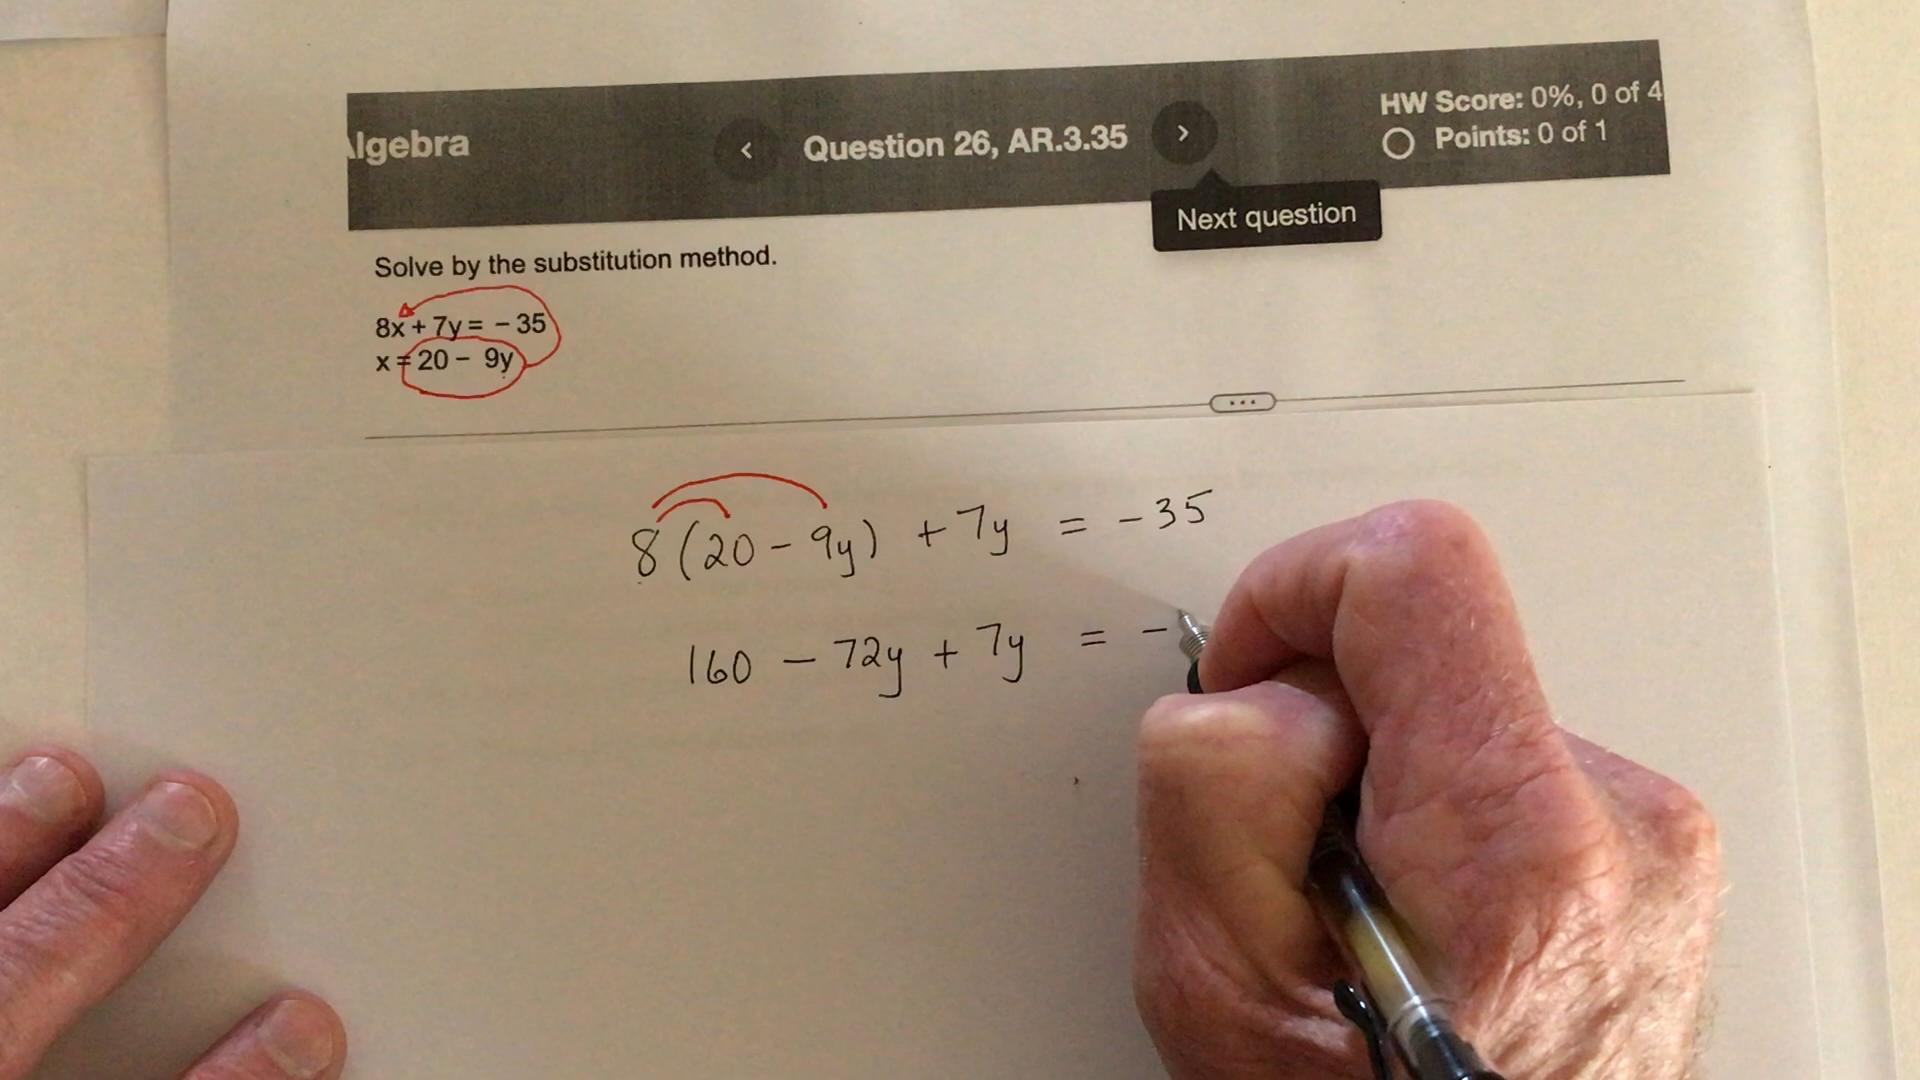 lgebra
‹ Question 26, AR.3.35 ›
HW Score: 0%, 0 of 4
Points: 0 of 1
Next question
Solve by the substitution method.
8x + 7y = − 35
x = 20 − 9y
8(20 − 9y) + 7y = −35
160 − 72y + 7y = −